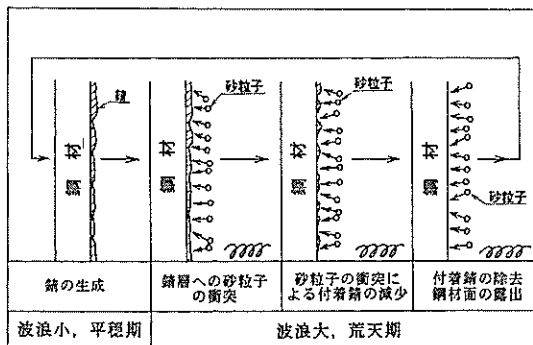 錆
砂粒子
砂粒子
砂粒子
鋼材
鋼材
鋼材
鋼材
錆の生成
錆層への砂粒子
の衝突
砂粒子の衝突に
よる付着錆の減少
付着錆の除去
鋼材面の露出
波浪小,平穏期
波浪大,荒天期